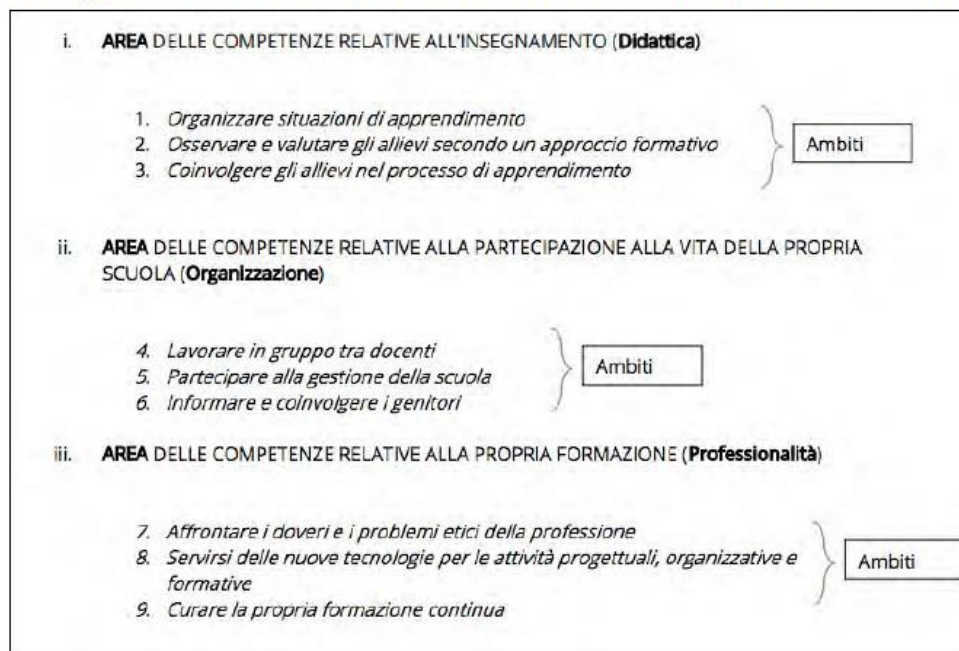 i. AREA DELLE COMPETENZE RELATIVE ALL'INSEGNAMENTO (Didattica)
1. Organizzare situazioni di apprendimento
2. Osservare e valutare gli allievi secondo un approccio formativo
3. Coinvolgere gli allievi nel processo di apprendimento
Ambiti
ii. AREA DELLE COMPETENZE RELATIVE ALLA PARTECIPAZIONE ALLA VITA DELLA PROPRIA
SCUOLA (Organizzazione)
4. Lavorare in gruppo tra docenti
5. Partecipare alla gestione della scuola
6. Informare e coinvolgere i genitori
Ambiti
iii. AREA DELLE COMPETENZE RELATIVE ALLA PROPRIA FORMAZIONE (Professionalità)
7. Affrontare i doveri e i problemi etici della professione
8. Servirsi delle nuove tecnologie per le attività progettuali, organizzative e
formative
9. Curare la propria formazione continua
Ambiti